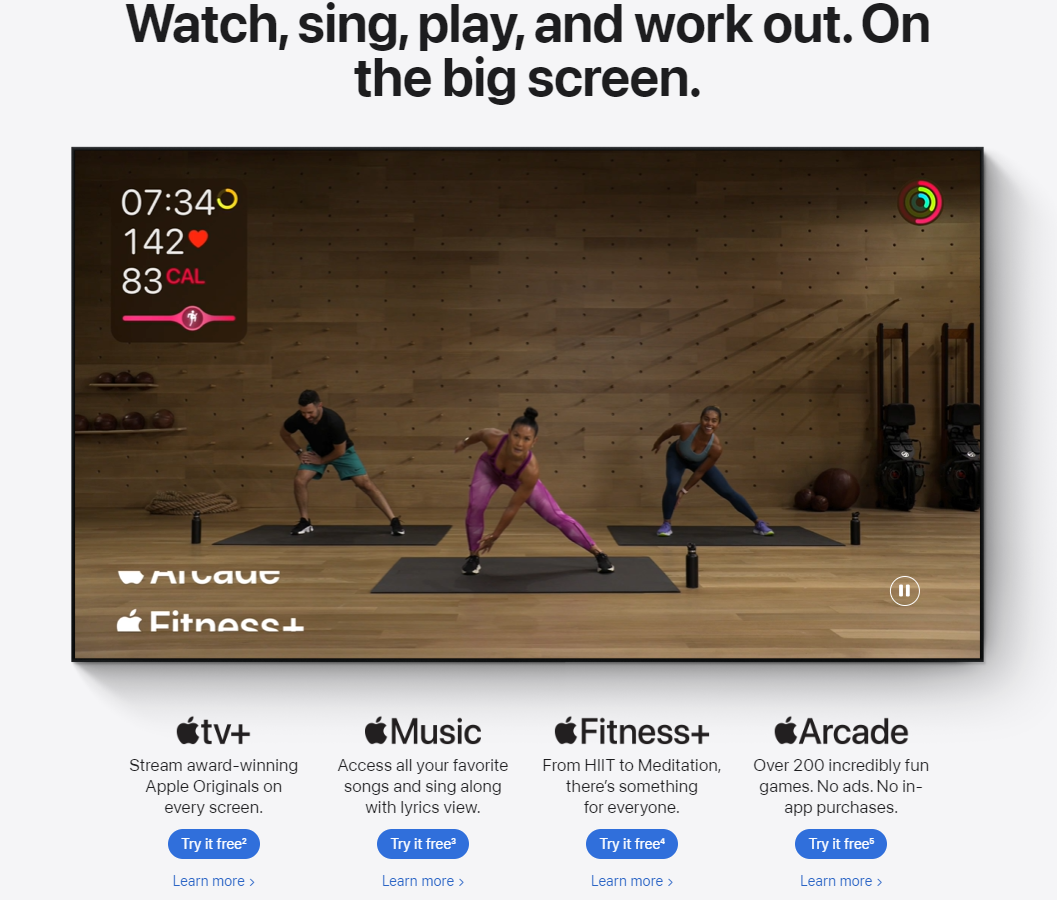 Watch, sing, play, and work out. On
the big screen.
07:34
142
83 CAL
Arcade
Fitness+
tv+
Music
Fitness+
Arcade
Stream award-winning
Apple Originals on
every screen.
Access all your favorite
songs and sing along
with lyrics view.
From HIIT to Meditation,
there’s something
for everyone.
Over 200 incredibly fun
games. No ads. No in-
app purchases.
Try it free²
Try it free³
Try it free⁴
Try it free⁵
Learn more >
Learn more >
Learn more >
Learn more >